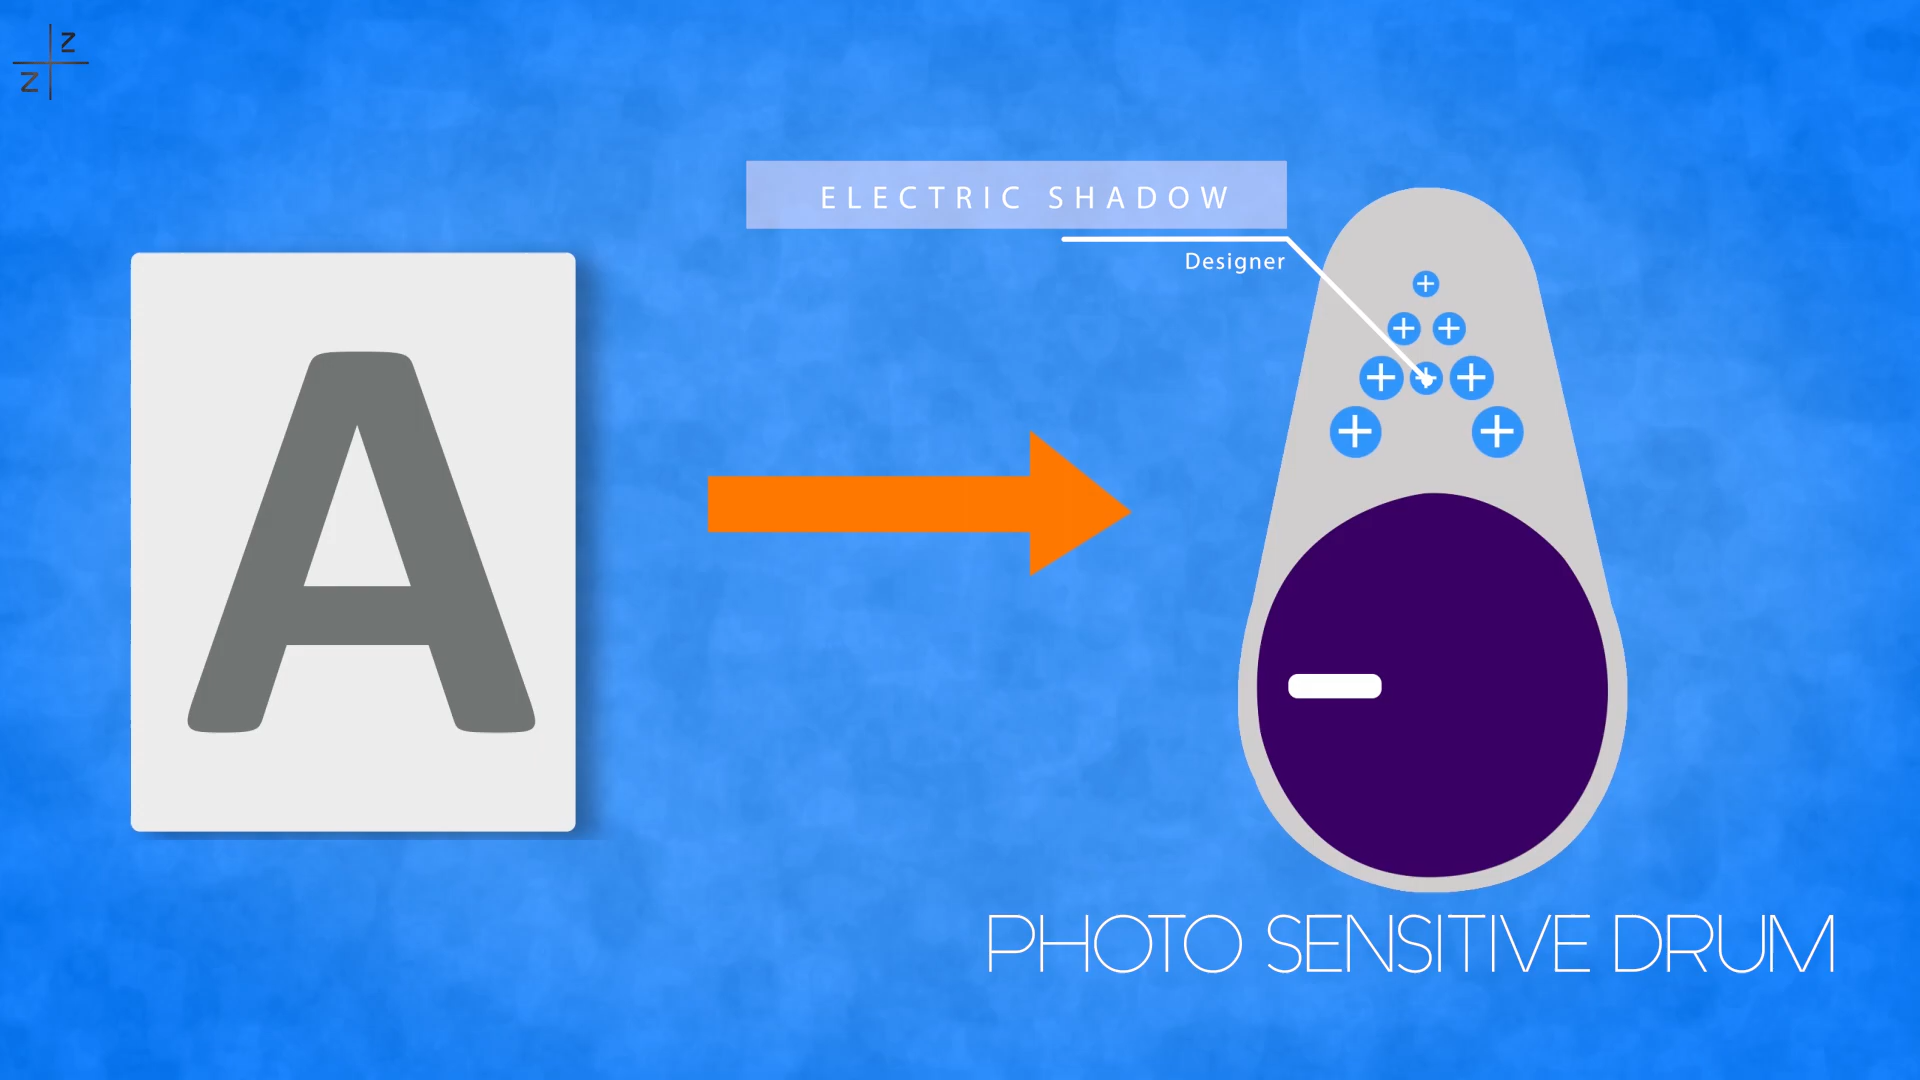 Z
Z
ELECTRIC SHADOW
Designer
A
PHOTO SENSITIVE DRUM